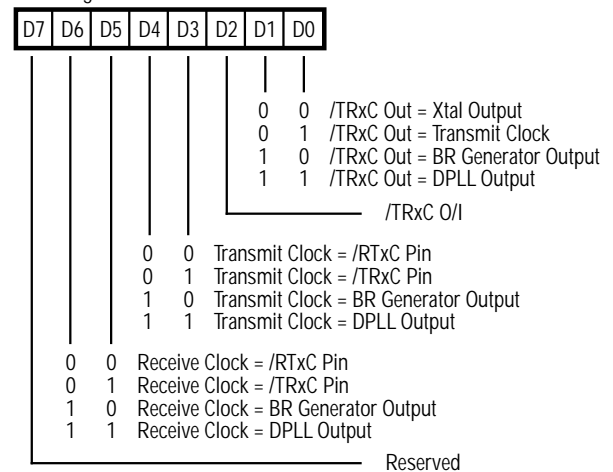 D7 D6 D5 D4 D3 D2 D1 D0
0 0 /TRxC Out = Xtal Output
0 1 /TRxC Out = Transmit Clock
1 0 /TRxC Out = BR Generator Output
1 1 /TRxC Out = DPLL Output
/TRxC O/I
0 0 Transmit Clock = /RTxC Pin
0 1 Transmit Clock = /TRxC Pin
1 0 Transmit Clock = BR Generator Output
1 1 Transmit Clock = DPLL Output
0 0 Receive Clock = /RTxC Pin
0 1 Receive Clock = /TRxC Pin
1 0 Receive Clock = BR Generator Output
1 1 Receive Clock = DPLL Output
Reserved